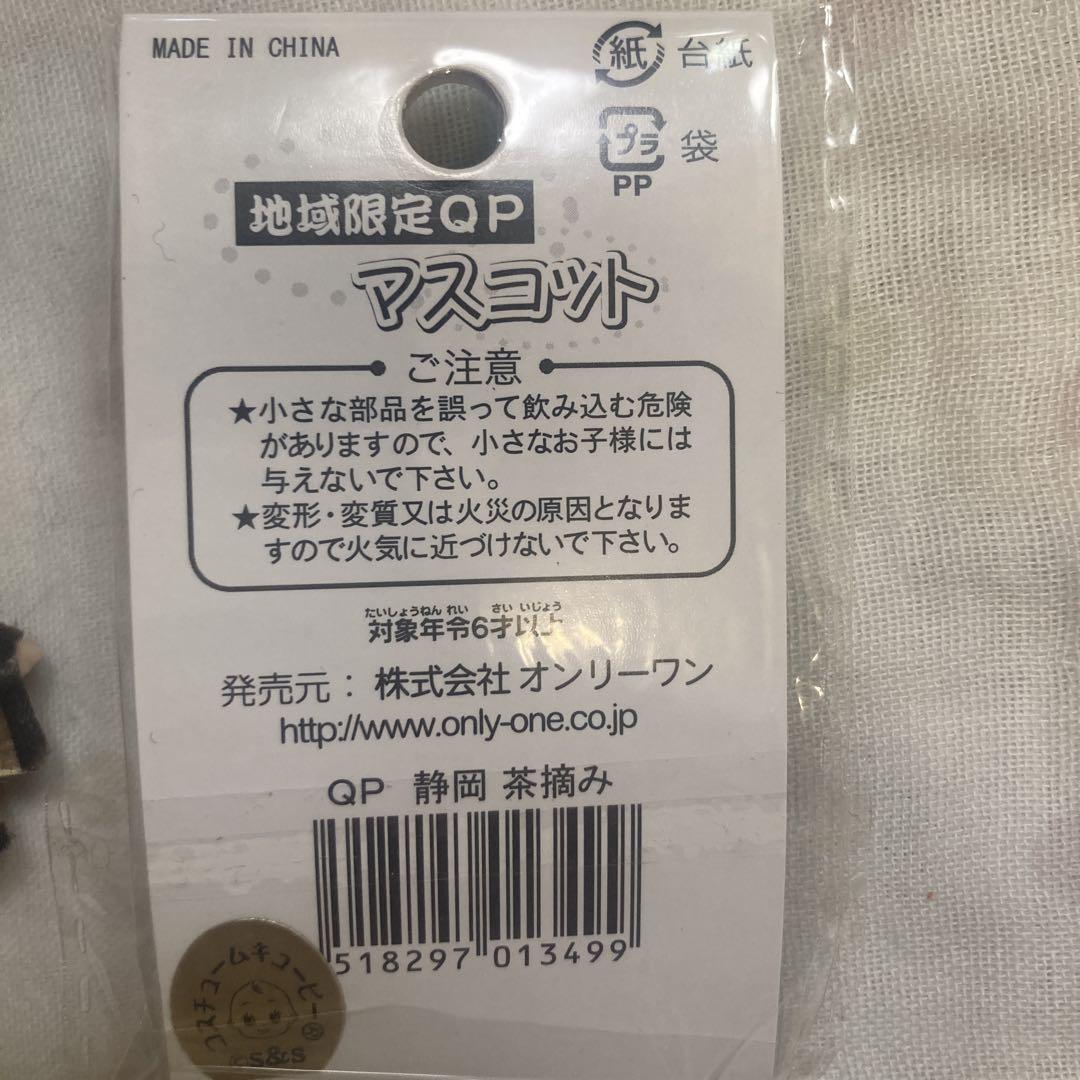 MADE IN CHINA
紙 台紙
プラ 袋
PP
地域限定QP
マスコット
ご注意
★小さな部品を誤って飲み込む危険
がありますので、小さなお子様には
与えないで下さい。
★変形・変質又は火災の原因となりま
すので火気に近づけないで下さい。
たいしょうねん れい さい いじょう
対象年令6才以上
発売元： 株式会社 オンリーワン
http://www.only-one.co.jp
QP 静岡 茶摘み
518297 013499
コスチュームキューピー®
©S&S